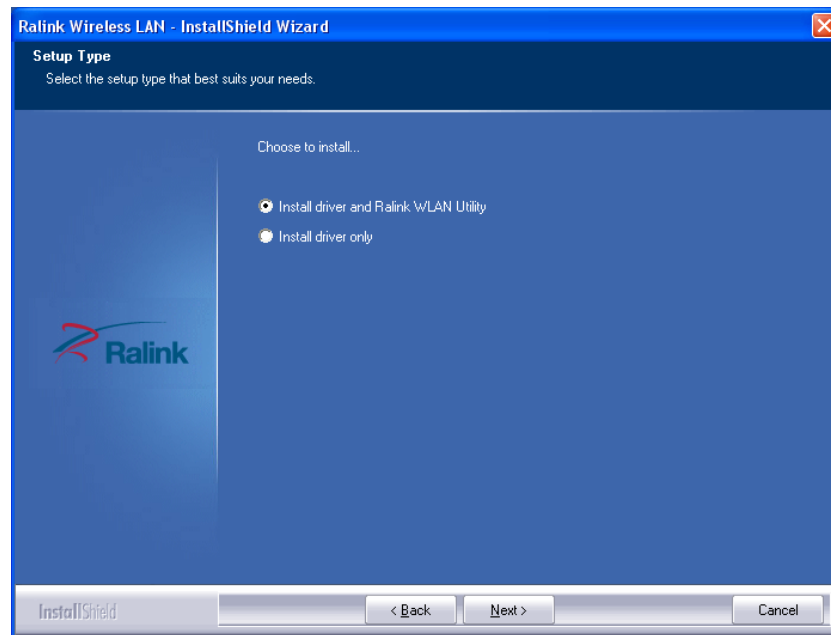 Ralink Wireless LAN - InstallShield Wizard
Setup Type
Select the setup type that best suits your needs.
Choose to install...
Install driver and Ralink WLAN Utility
Install driver only
Ralink
InstallShield
< Back
Next >
Cancel